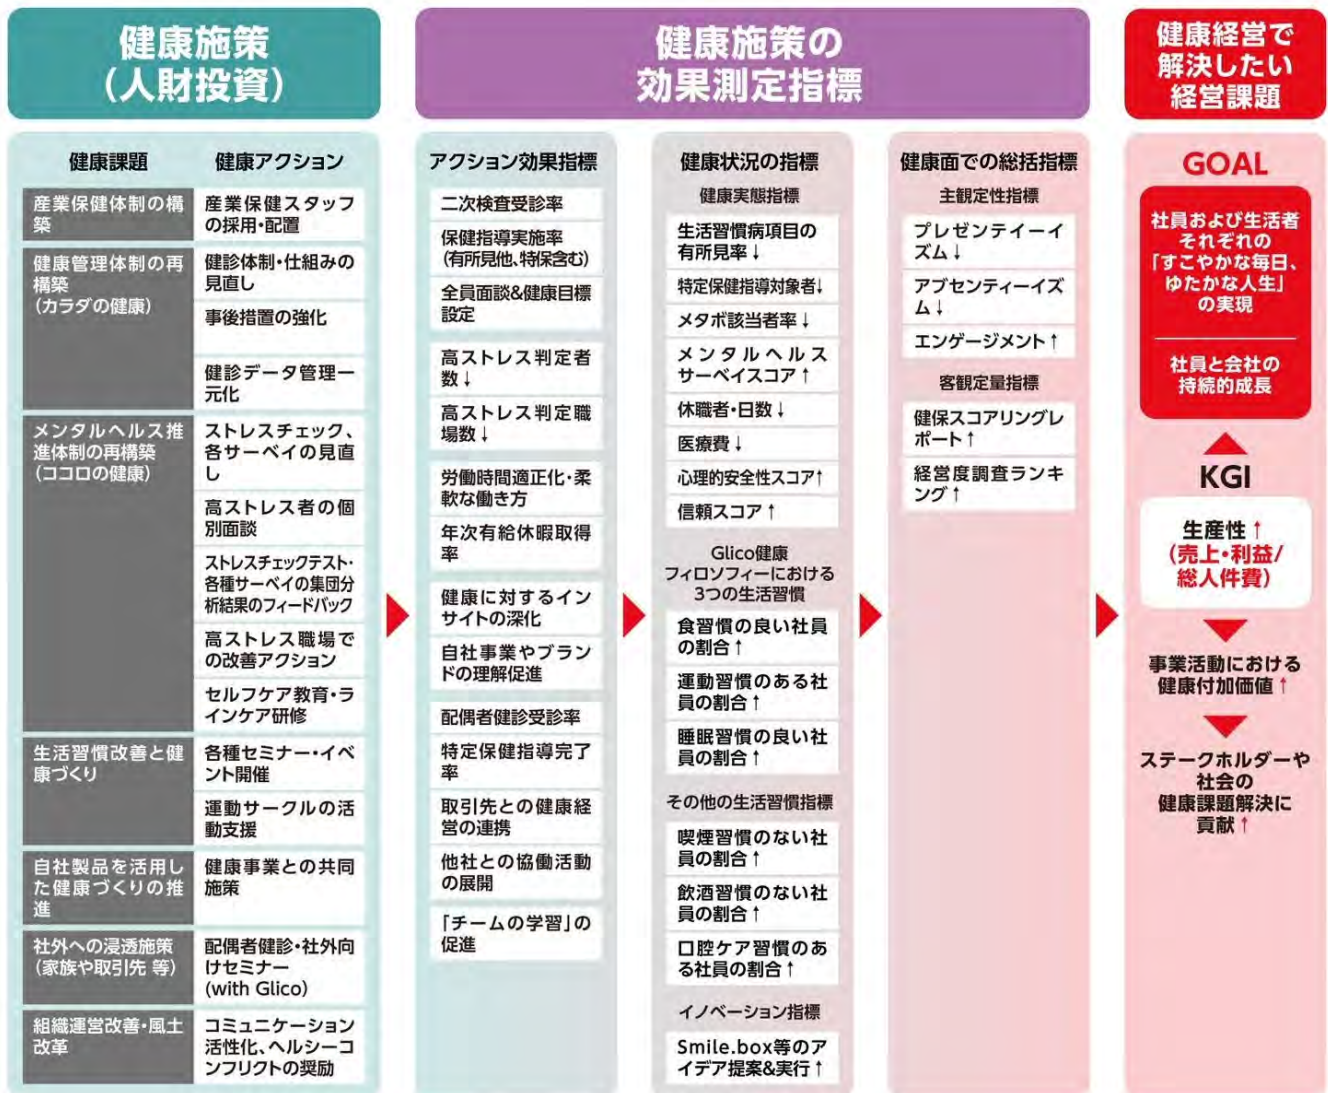 健康施策
(人財投資)
健康施策の
効果測定指標
健康経営で
解決したい
経営課題
健康課題
健康アクション
産業保健体制の構
築
産業保健スタッフ
の採用・配置
健康管理体制の再
構築
(カラダの健康)
健診体制・仕組みの
見直し
事後措置の強化
健診データ管理一
元化
メンタルヘルス推
進体制の再構築
(ココロの健康)
ストレスチェック、
各サーベイの見直
し
高ストレス者の個
別面談
ストレスチェックテスト・
各種サーベイの集団分
析結果のフィードバック
高ストレス職場で
の改善アクション
セルフケア教育・ラ
インケア研修
生活習慣改善と健
康づくり
各種セミナー・イベ
ント開催
運動サークルの活
動支援
自社製品を活用し
た健康づくりの推
進
健康事業との共同
施策
社外への浸透施策
(家族や取引先 等)
配偶者健診・社外向
けセミナー
(with Glico)
組織運営改善・風土
改革
コミュニケーション
活性化、ヘルシーコ
ンフリクトの奨励
アクション効果指標
二次検査受診率
保健指導実施率
(有所見他、特保含む)
全員面談&健康目標
設定
高ストレス判定者
数↓
高ストレス判定職
場数↓
労働時間適正化・柔
軟な働き方
年次有給休暇取得
率
健康に対するイン
サイトの深化
自社事業やブラン
ドの理解促進
配偶者健診受診率
特定保健指導完了
率
取引先との健康経
営の連携
他社との協働活動
の展開
「チームの学習」の
促進
健康状況の指標
健康実態指標
生活習慣病項目の
有所見率↓
特定保健指導対象者↓
メタボ該当者率↓
メンタルヘルス
サーベイスコア↑
休職者・日数↓
医療費↓
心理的安全性スコア↑
信頼スコア↑
Glico健康
フィロソフィーにおける
3つの生活習慣
食習慣の良い社員
の割合↑
運動習慣のある社
員の割合↑
睡眠習慣の良い社
員の割合↑
その他の生活習慣指標
喫煙習慣のない社
員の割合↑
飲酒習慣のない社
員の割合↑
口腔ケア習慣のあ
る社員の割合↑
イノベーション指標
Smile.box等のア
イデア提案&実行↑
健康面での総括指標
主観定性指標
プレゼンティーイ
ズム↓
アブセンティーイズ
ム↓
エンゲージメント↑
客観定量指標
健保スコアリングレ
ポート↑
経営度調査ランキ
ング↑
GOAL
社員および生活者
それぞれの
「すこやかな毎日、
ゆたかな人生」
の実現
社員と会社の
持続的成長
KGI
生産性↑
(売上・利益/
総人件費)
事業活動における
健康付加価値↑
ステークホルダーや
社会の
健康課題解決に
貢献↑